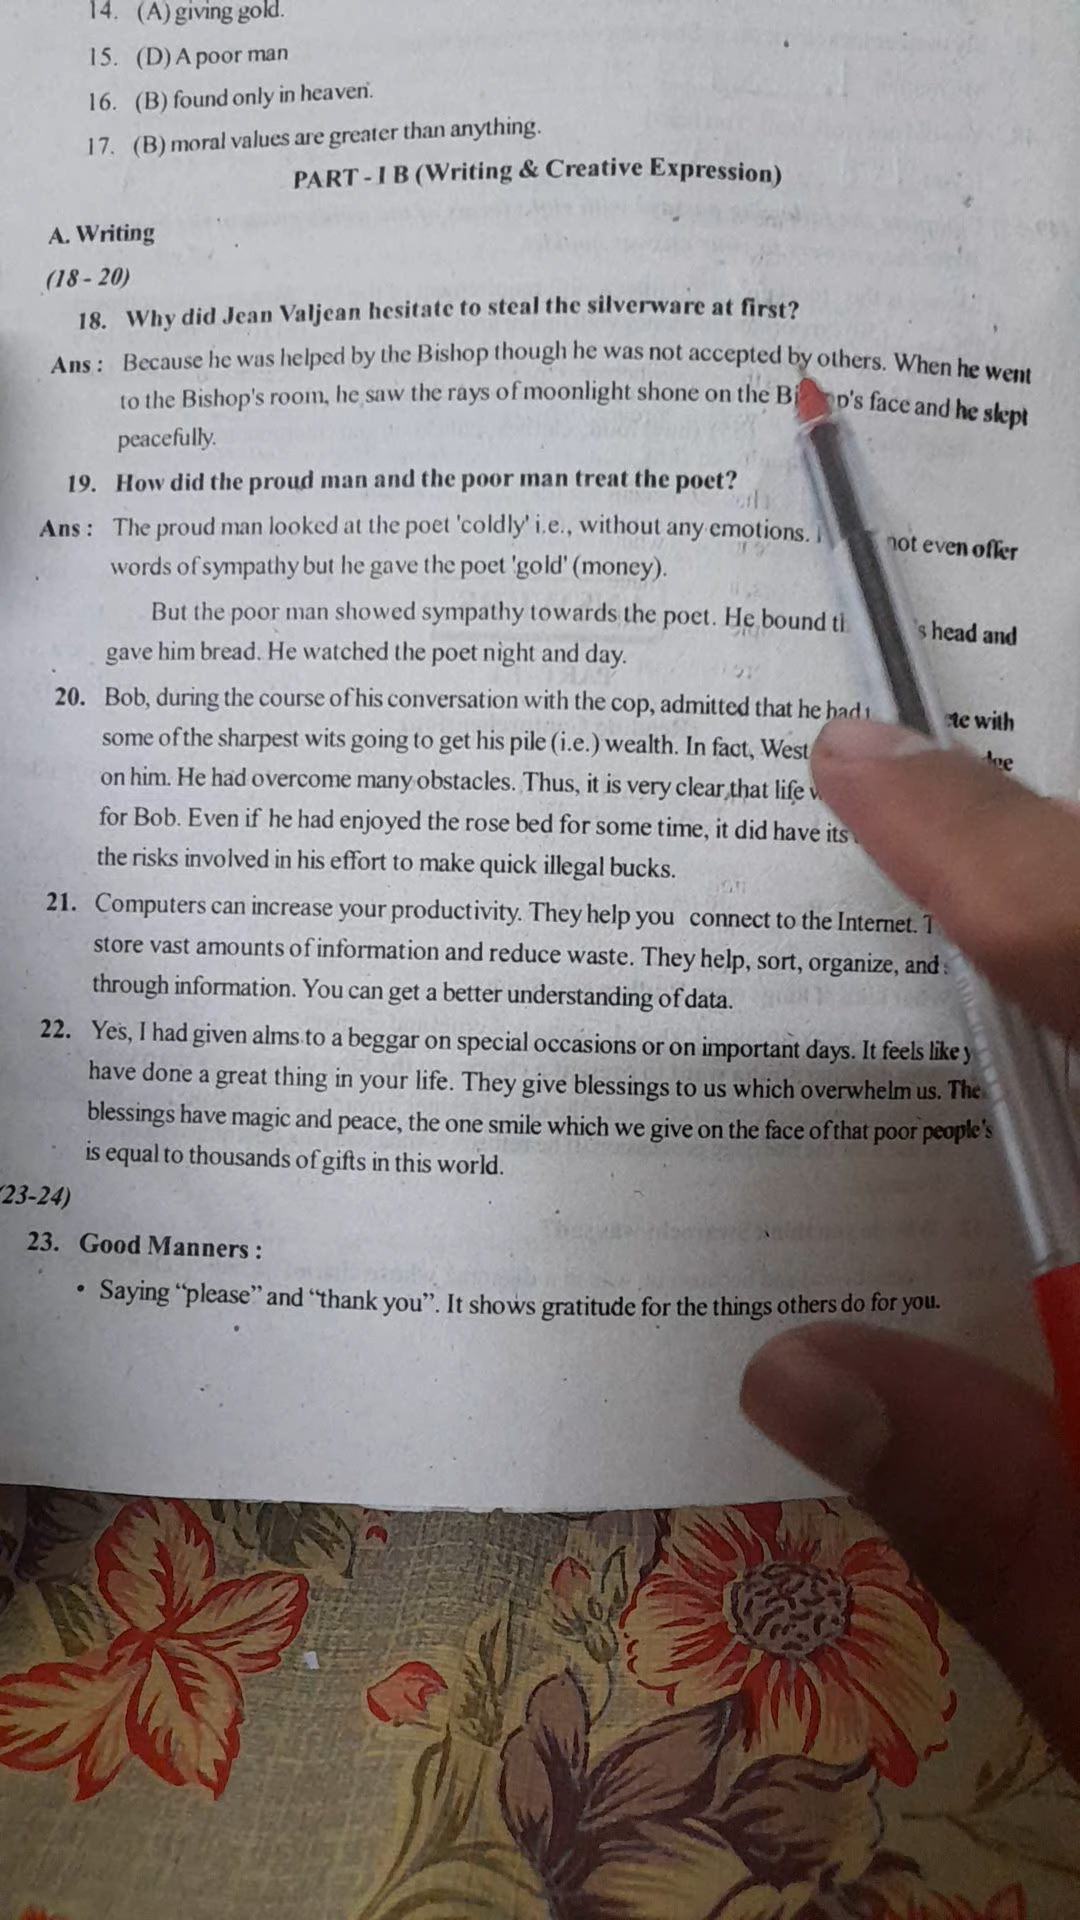 14. (A) giving gold.
15. (D) A poor man
16. (B) found only in heaven.
17. (B) moral values are greater than anything.
PART - I B (Writing & Creative Expression)
A. Writing
(18 - 20)
18. Why did Jean Valjean hesitate to steal the silverware at first?
Ans : Because he was helped by the Bishop though he was not accepted by others. When he went
to the Bishop's room, he saw the rays of moonlight shone on the Bi p's face and he slept
peacefully.
19. How did the proud man and the poor man treat the poet?
Ans : The proud man looked at the poet 'coldly' i.e., without any emotions. not even offer
words of sympathy but he gave the poet 'gold' (money).
But the poor man showed sympathy towards the poet. He bound 's head and
gave him bread. He watched the poet night and day.
20. Bob, during the course of his conversation with the cop, admitted that he had with
some of the sharpest wits going to get his pile (i.e.) wealth. In fact, West
on him. He had overcome many obstacles. Thus, it is very clear that life
for Bob. Even if he had enjoyed the rose bed for some time, it did have its
the risks involved in his effort to make quick illegal bucks.
21. Computers can increase your productivity. They help you connect to the Internet.
store vast amounts of information and reduce waste. They help, sort, organize, and
through information. You can get a better understanding of data.
22. Yes, I had given alms to a beggar on special occasions or on important days. It feels like
have done a great thing in your life. They give blessings to us which overwhelm us. The
blessings have magic and peace, the one smile which we give on the face of that poor people's
is equal to thousands of gifts in this world.
(23-24)
23. Good Manners :
• Saying “please” and “thank you”. It shows gratitude for the things others do for you.